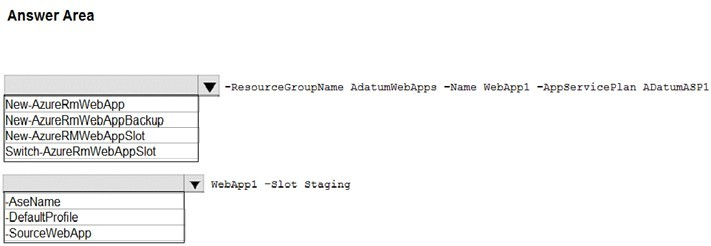 Answer Area
-ResourceGroupName AdatumWebApps -Name WebApp1 -AppServicePlan ADatumASP1
New-AzureRmWebApp
New-AzureRmWebAppBackup
New-AzureRMWebAppSlot
Switch-AzureRmWebAppSlot
WebApp1 -Slot Staging
-AseName
-DefaultProfile
-SourceWebApp